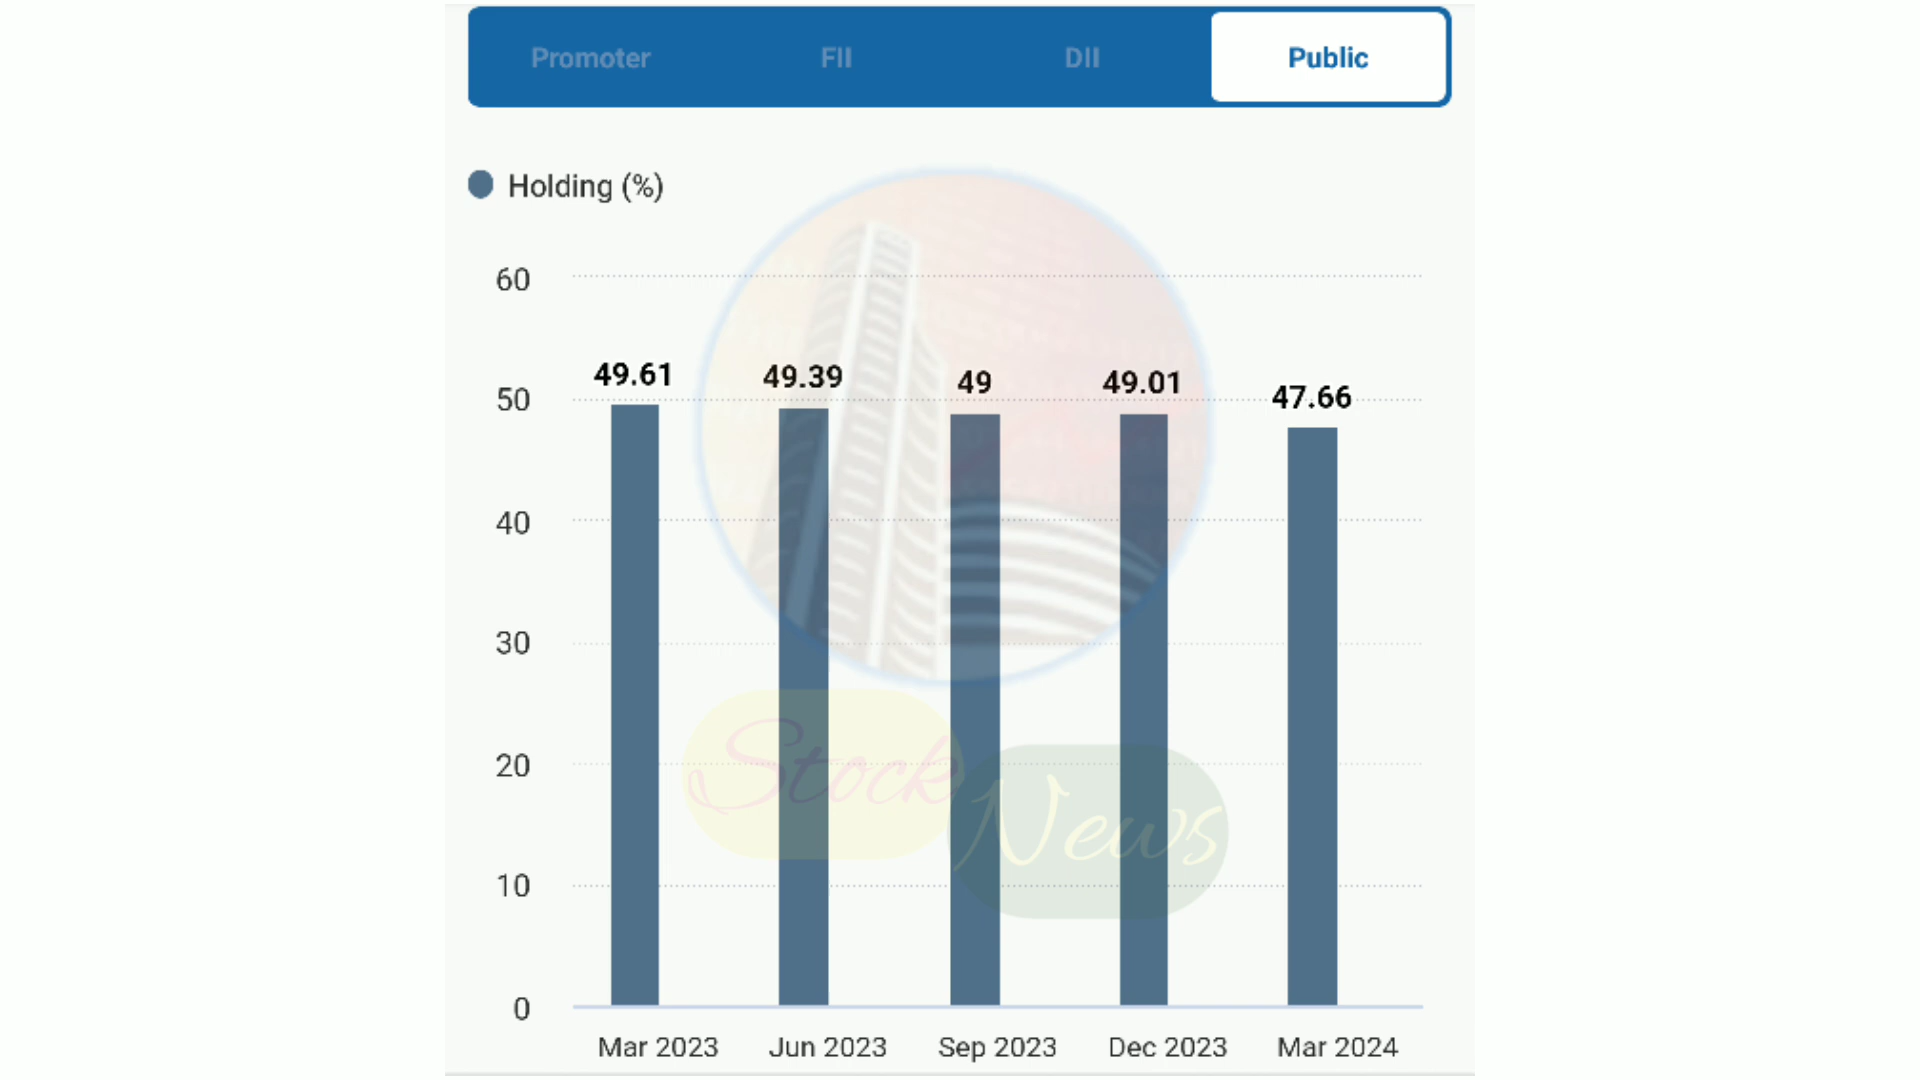 Promoter FII DII Public
Holding (%)
60
50
40
30
20
10
0
49.61 49.39 49 49.01 47.66
Mar 2023 Jun 2023 Sep 2023 Dec 2023 Mar 2024
Stock
News